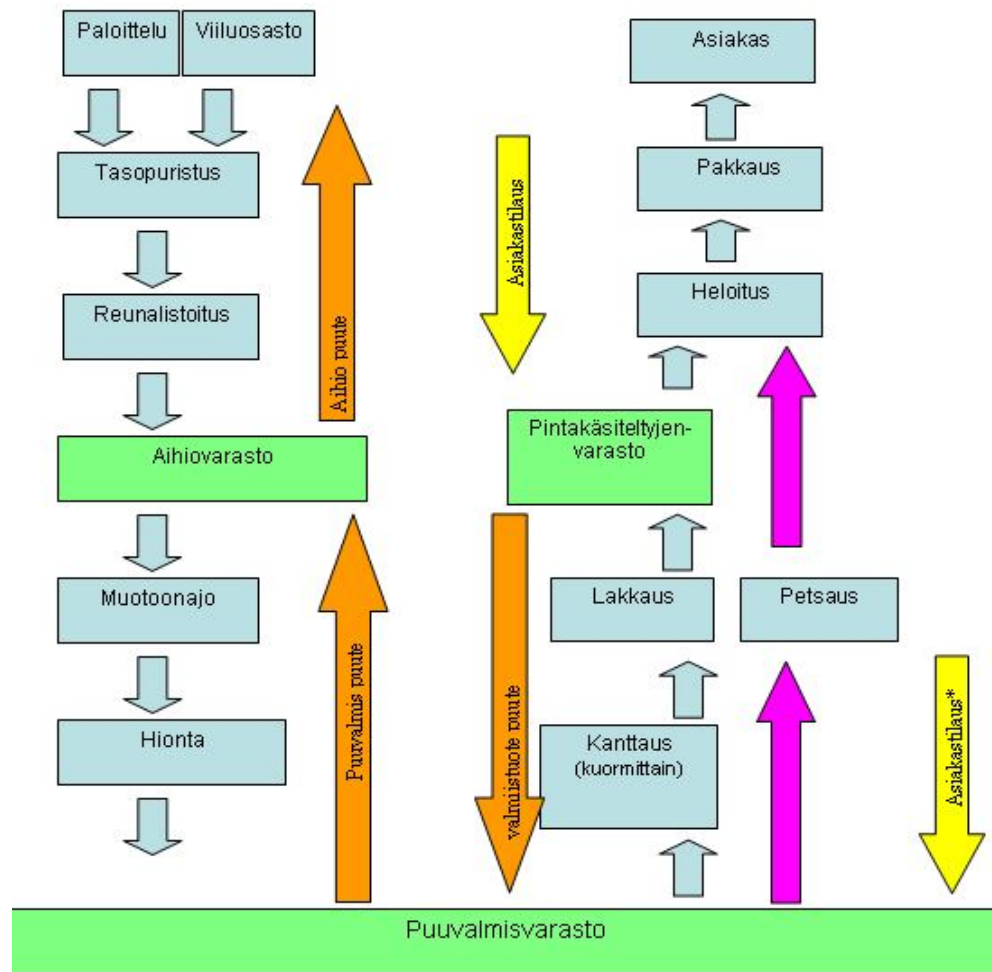 Paloittelu
Viiluosasto
Tasopuristus
Reunalistoitus
Aihiovarasto
Muotoonajo
Hionta
Aihio puute
Puuvalmis puute
Asiakastilaus
valmiistuote puute
Asiakas
Pakkaus
Heloitus
Pintakäsiteltyjen-
varasto
Lakkaus
Petsaus
Kanttaus
(kuormittain)
Asiakastilaus*
Puuvalmisvarasto